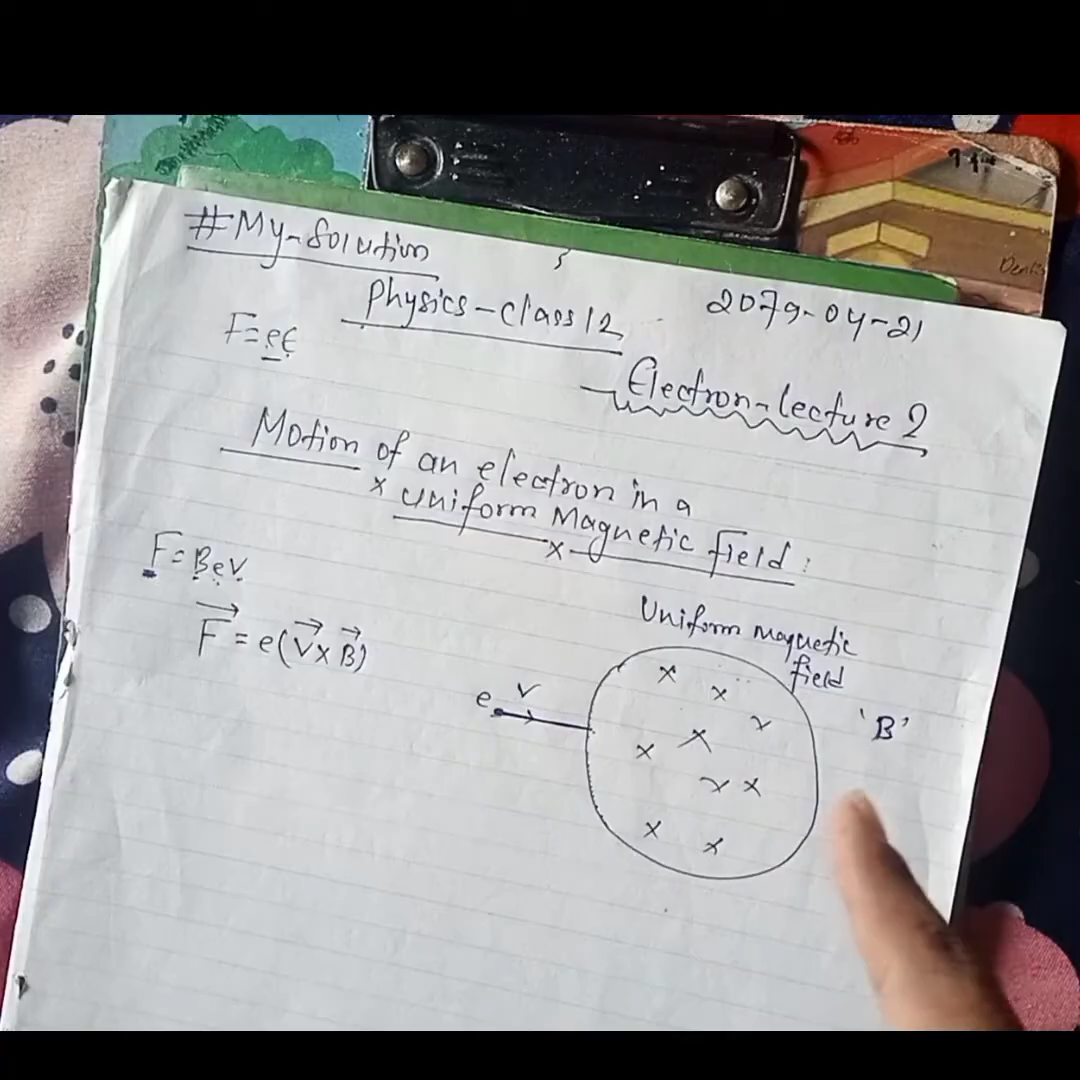 #My-Solution
Physics-class 12
2079-04-21
F=eE
Electron-lecture 2
Motion of an electron in a
uniform Magnetic field:
F=BeV
F = e(V x B)
Uniform magnetic
field
e V
'B'